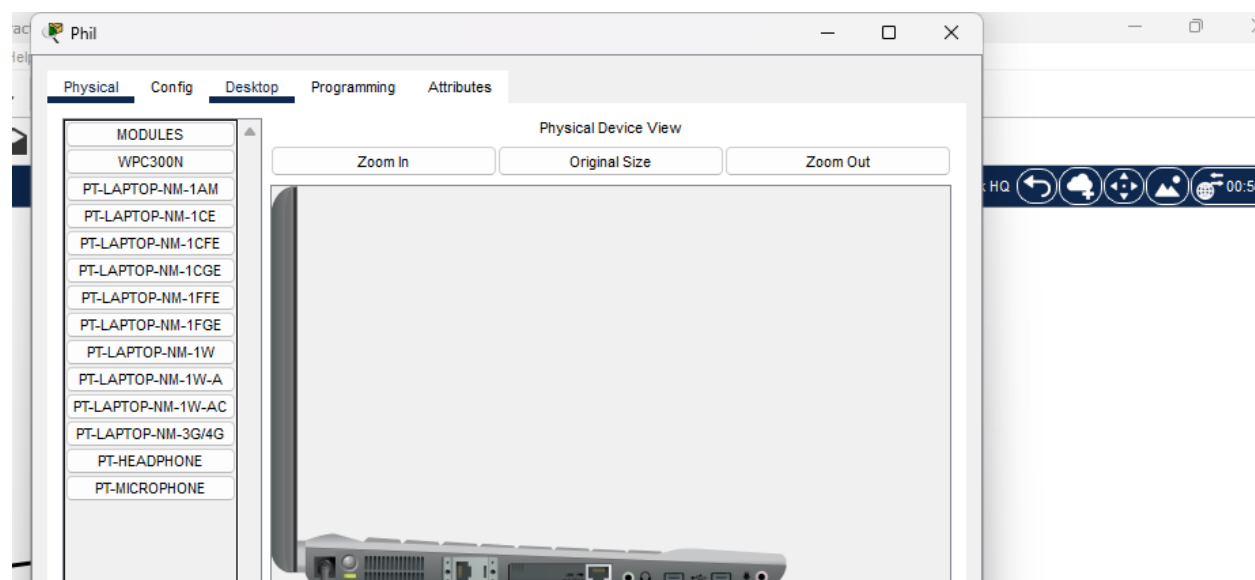 Phil
Physical Config Desktop Programming Attributes
MODULES
WPC300N
PT-LAPTOP-NM-1AM
PT-LAPTOP-NM-1CE
PT-LAPTOP-NM-1CFE
PT-LAPTOP-NM-1CGE
PT-LAPTOP-NM-1FFE
PT-LAPTOP-NM-1FGE
PT-LAPTOP-NM-1W
PT-LAPTOP-NM-1W-A
PT-LAPTOP-NM-1W-AC
PT-LAPTOP-NM-3G/4G
PT-HEADPHONE
PT-MICROPHONE
Physical Device View
Zoom In Original Size Zoom Out
HQ